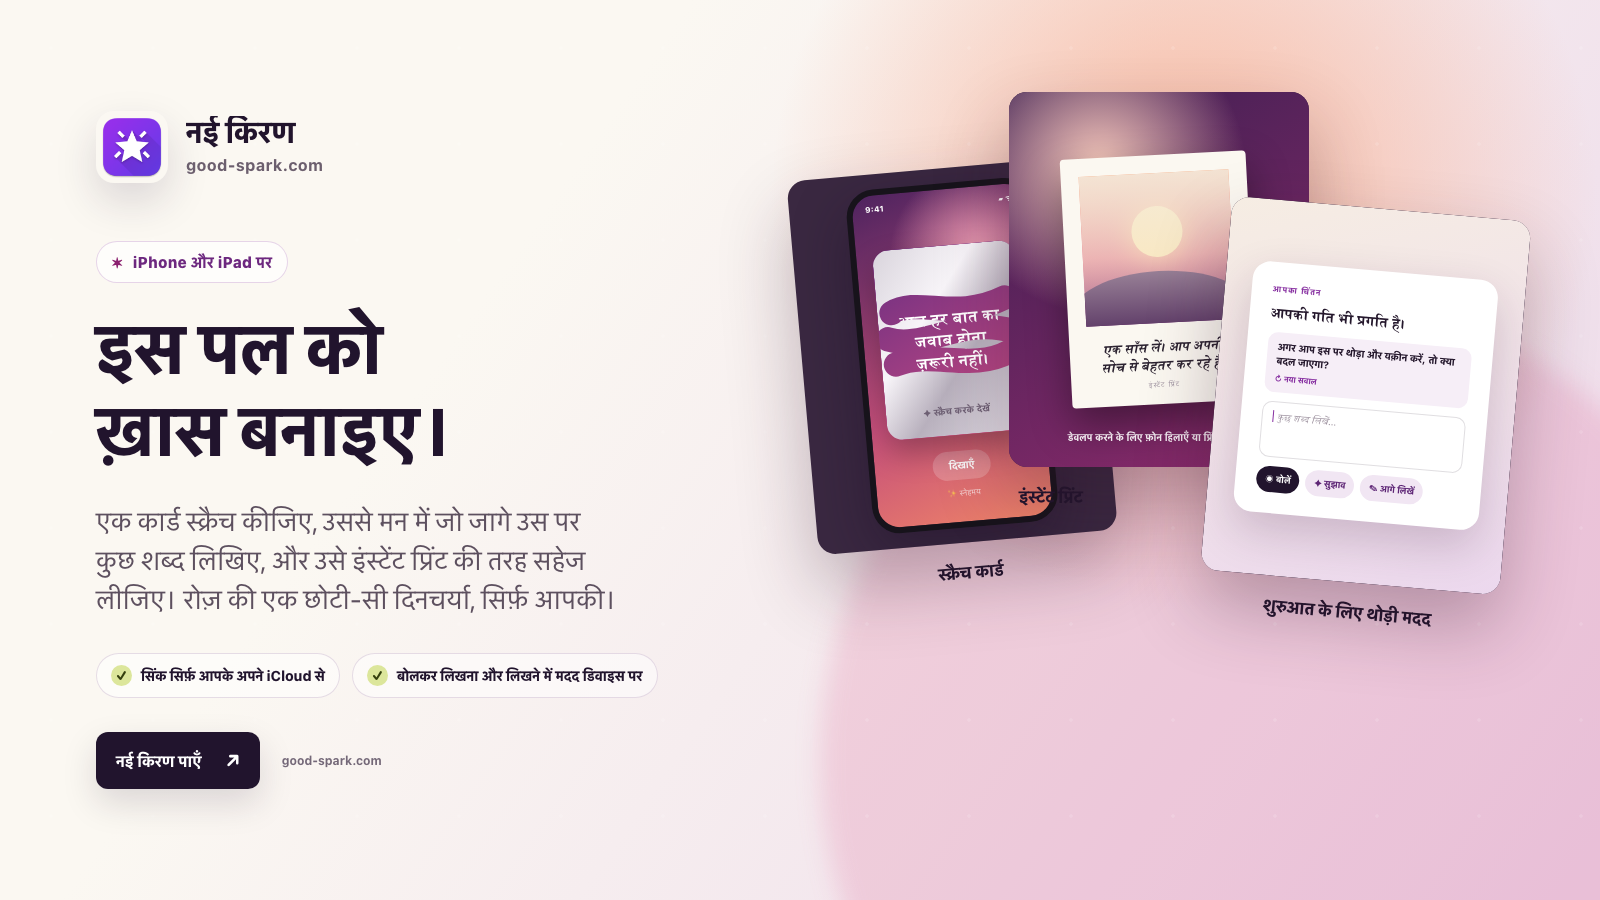 नई किरण
good-spark.com
iPhone और iPad पर
इस पल को
ख़ास बनाइए।
एक कार्ड स्क्रैच कीजिए, उससे मन में जो जागे उस पर
कुछ शब्द लिखिए, और उसे इंस्टेंट प्रिंट की तरह सहेज
लीजिए। रोज़ की एक छोटी-सी दिनचर्या, सिर्फ़ आपकी।
सिंक सिर्फ़ आपके अपने iCloud से
बोलकर लिखना और लिखने में मदद डिवाइस पर
नई किरण पाएँ
good-spark.com
9:41
हर बात का
जवाब होना
ज़रूरी नहीं।
स्क्रैच करके देखें
दिखाएँ
स्नेहमय
स्क्रैच कार्ड
एक साँस लें। आप अपनी
सोच से बेहतर कर रहे
इंस्टेंट प्रिंट
डेवलप करने के लिए फ़ोन हिलाएँ या
इंस्टेंट प्रिंट
आपका चिंतन
आपकी गति भी प्रगति है।
अगर आप इस पर थोड़ा और यक़ीन करें, तो क्या
बदल जाएगा?
नया सवाल
कुछ शब्द लिखें...
बोलें
सुझाव
आगे लिखें
शुरुआत के लिए थोड़ी मदद